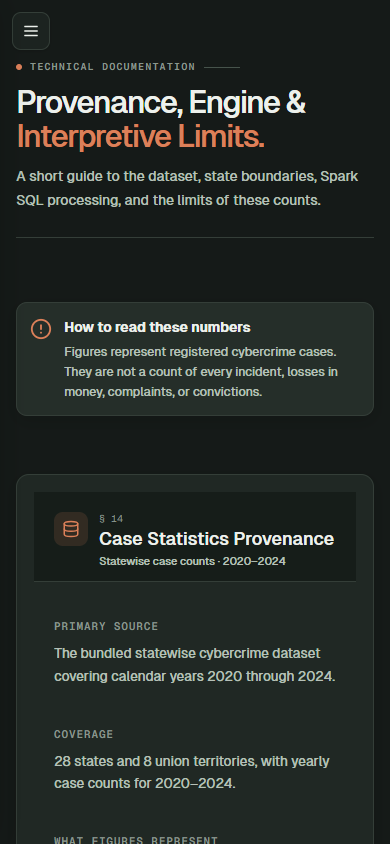 TECHNICAL DOCUMENTATION
Provenance, Engine &
Interpretive Limits.
A short guide to the dataset, state boundaries, Spark
SQL processing, and the limits of these counts.
How to read these numbers
Figures represent registered cybercrime cases.
They are not a count of every incident, losses in
money, complaints, or convictions.
§ 14
Case Statistics Provenance
Statewise case counts · 2020–2024
PRIMARY SOURCE
The bundled statewise cybercrime dataset
covering calendar years 2020 through 2024.
COVERAGE
28 states and 8 union territories, with yearly
case counts for 2020–2024.
WHAT FIGURES REPRESENT